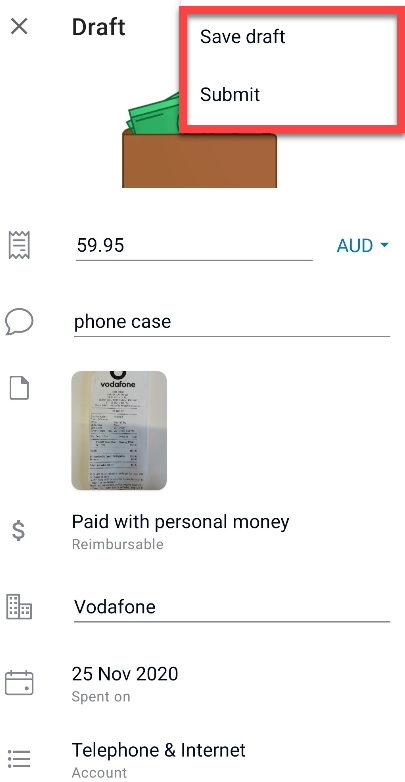 Draft
Save draft
Submit
59.95
AUD
phone case
vodafone
Paid with personal money
Reimbursable
Vodafone
25 Nov 2020
Spent on
Telephone & Internet
Account